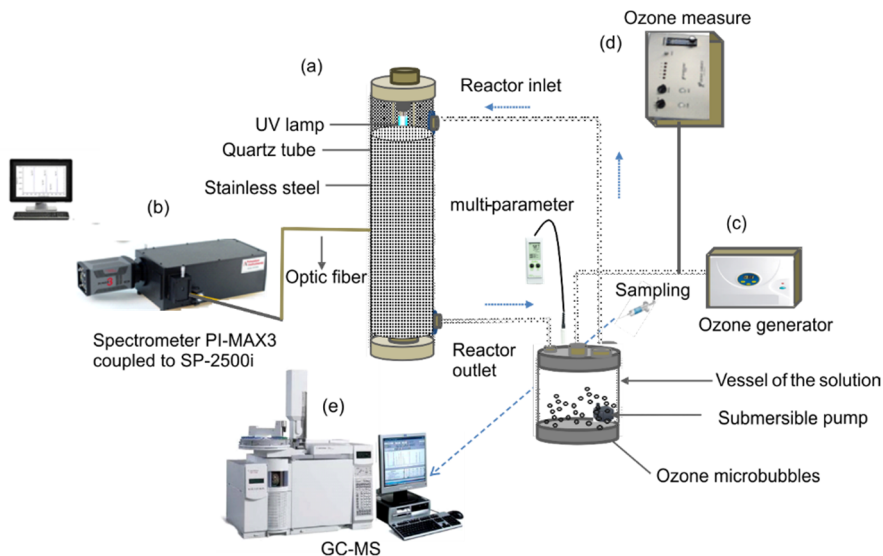 Ozone measure
(d)
(a)
Reactor inlet
UV lamp
Quartz tube
Stainless steel
(b)
multi-parameter
(c)
Optic fiber
Sampling
Ozone generator
Spectrometer PI-MAX3
coupled to SP-2500i
Reactor
outlet
Vessel of the solution
(e)
Submersible pump
Ozone microbubbles
GC-MS